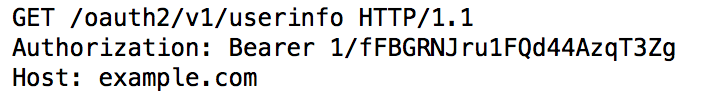 GET /oauth2/v1/userinfo HTTP/1.1
Authorization: Bearer 1/fFBGRNJru1FQd44AzqT3Zg
Host: example.com